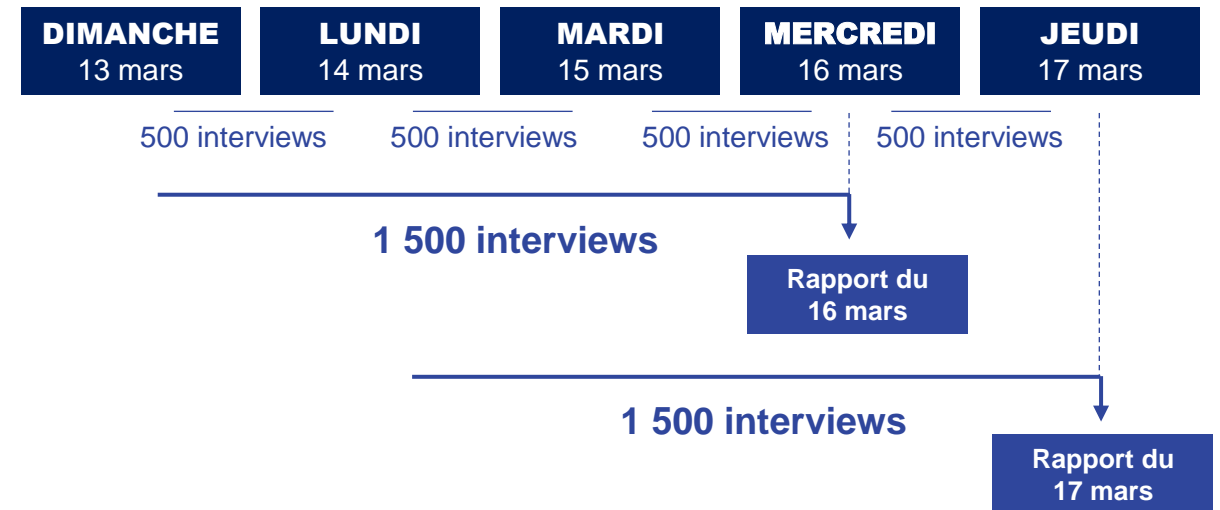 DIMANCHE
13 mars
LUNDI
14 mars
MARDI
15 mars
MERCREDI
16 mars
JEUDI
17 mars
500 interviews
500 interviews
500 interviews
500 interviews
1 500 interviews
Rapport du
16 mars
1 500 interviews
Rapport du
17 mars